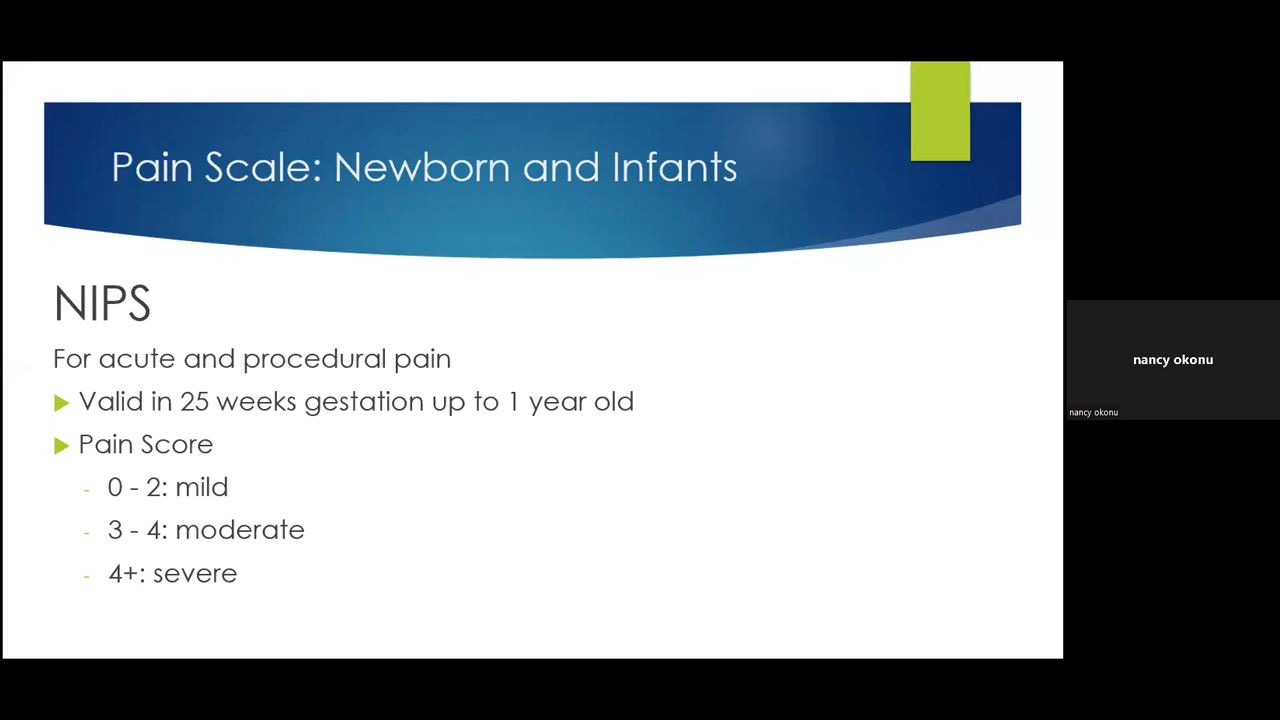 Pain Scale: Newborn and Infants
NIPS
For acute and procedural pain
Valid in 25 weeks gestation up to 1 year old
Pain Score
- 0 - 2: mild
- 3 - 4: moderate
- 4+: severe
nancy okonu
nancy okonu